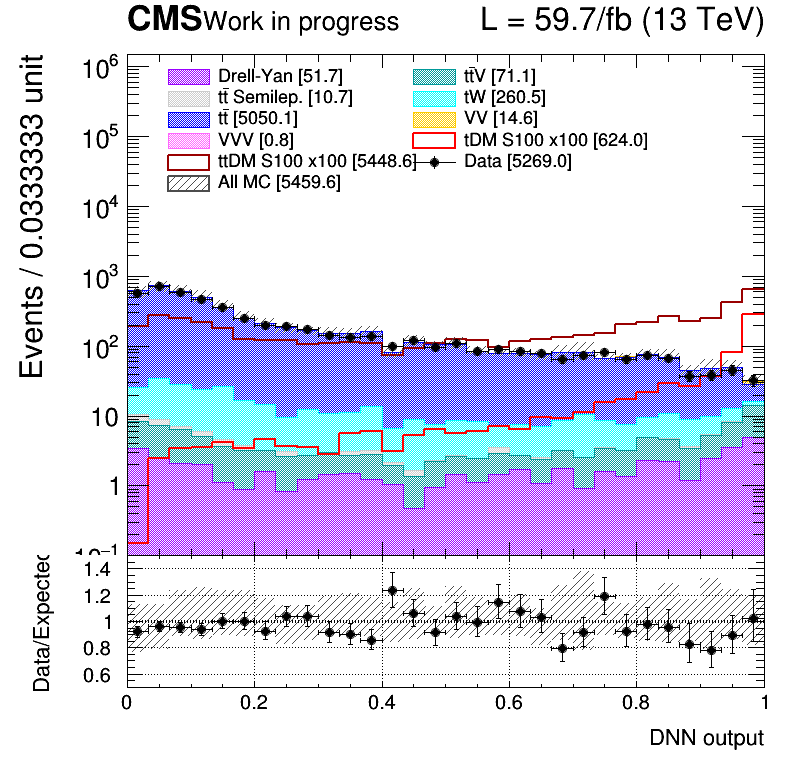 CMS Work in progress L = 59.7/fb (13 TeV)
Events / 0.0333333 unit
10⁶
10⁵
10⁴
10³
10²
10
1
10⁻¹
Drell-Yan [51.7]
tt̄V [71.1]
tt̄ Semilep. [10.7]
tW [260.5]
tt̄ [5050.1]
VV [14.6]
VVV [0.8]
tDM S100 x100 [624.0]
ttDM S100 x100 [5448.6]
Data [5269.0]
All MC [5459.6]
Data/Expected
1.4
1.2
1
0.8
0.6
0 0.2 0.4 0.6 0.8 1
DNN output